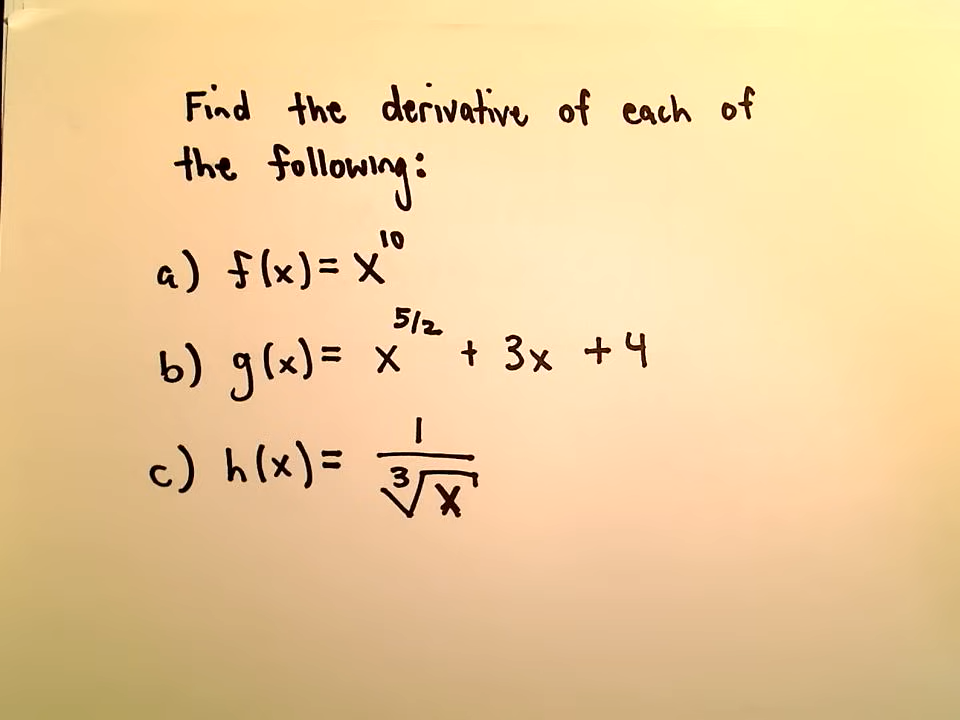 Find the derivative of each of
the following:
a) f(x) = x^10
b) g(x) = x^5/2 + 3x + 4
c) h(x) = 1/∛x